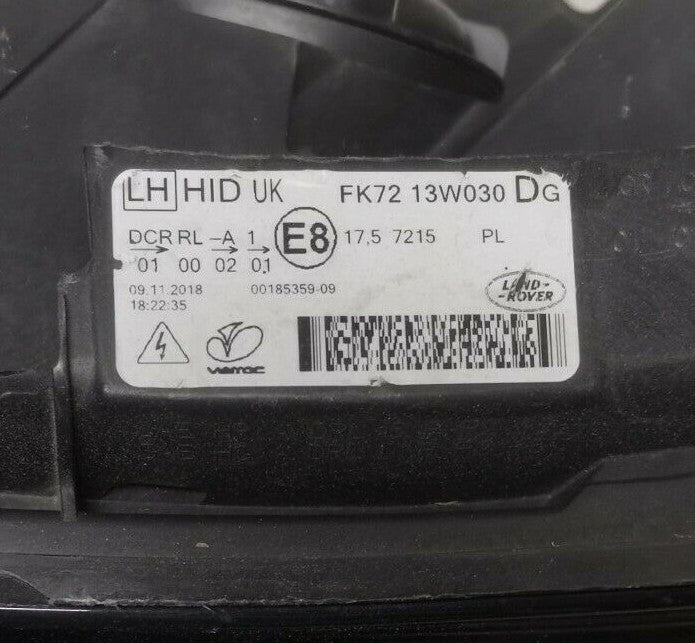 LH HID UK FK72 13W030 DG
DCR RL -A 1 E8 17,5 7215 PL
01 00 02 01
09.11.2018 00185359-09
18:22:35
LAND-
-ROVER
varroc